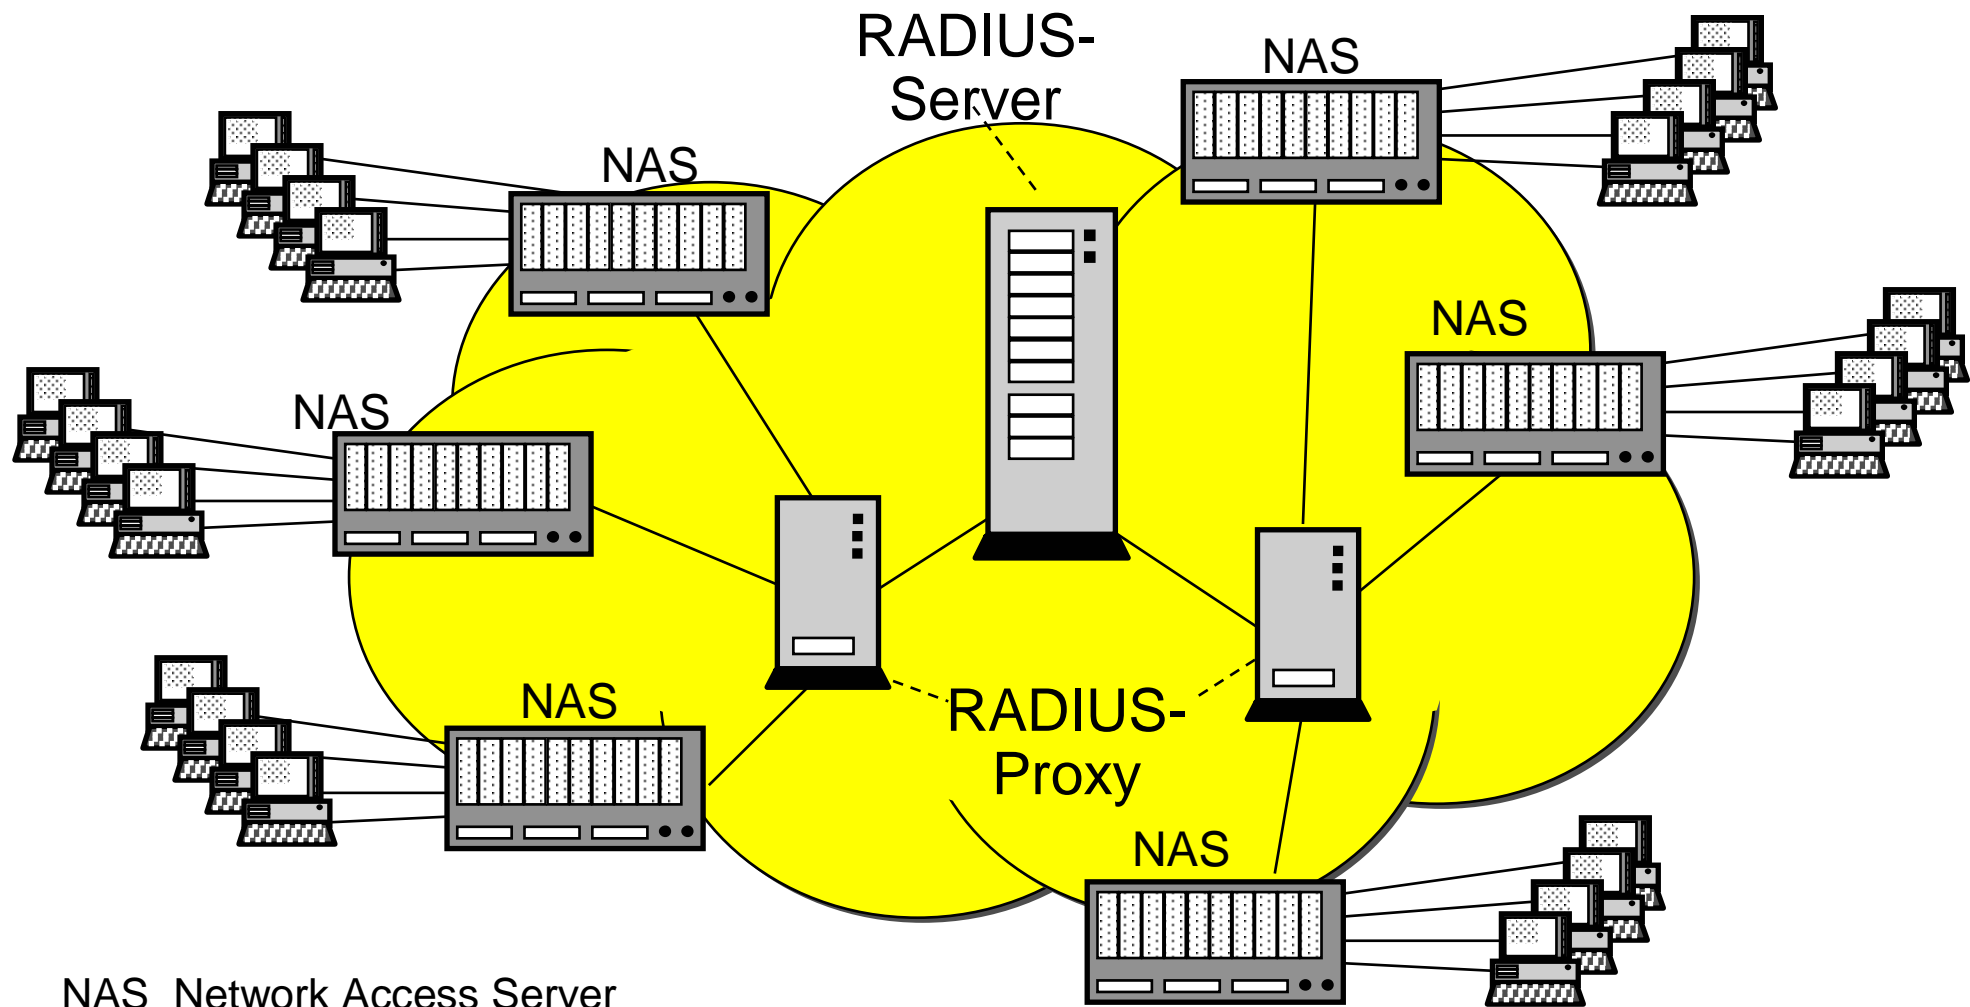 RADIUS-
Server
NAS
NAS
NAS
NAS
NAS
RADIUS-
Proxy
NAS
NAS Network Access Server